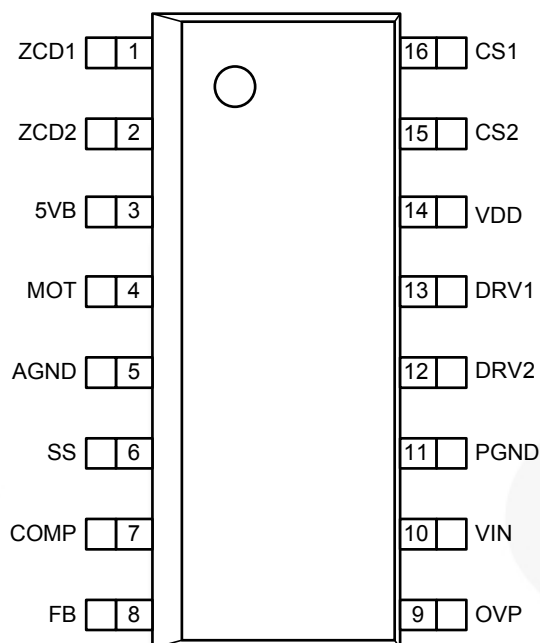 ZCD1 1 16 CS1
ZCD2 2 15 CS2
5VB 3 14 VDD
MOT 4 13 DRV1
AGND 5 12 DRV2
SS 6 11 PGND
COMP 7 10 VIN
FB 8 9 OVP